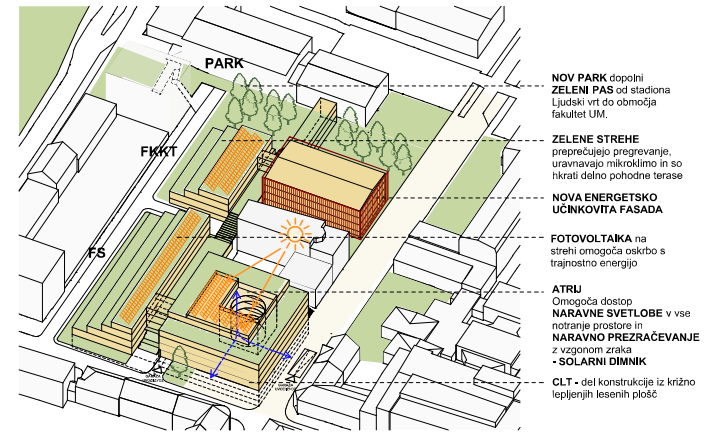 PARK
FKKT
FS
NOV PARK dopolni
ZELENI PAS od stadiona
Ljudski vrt do območja
fakultet UM.
ZELENE STREHE
preprečujejo pregrevanje,
uravnavajo mikroklimo in so
hkrati delno pohodne terase
NOVA ENERGETSKO
UČINKOVITA FASADA
FOTOVOLTAIKA na
strehi omogoča oskrbo s
trajnostno energijo
ATRIJ
Omogoča dostop
NARAVNE SVETLOBE v vse
notranje prostore in
NARAVNO PREZRAČEVANJE
z vzgonom zraka
- SOLARNI DIMNIK
CLT - del konstrukcije iz križno
lepljenjih lesenih plošč